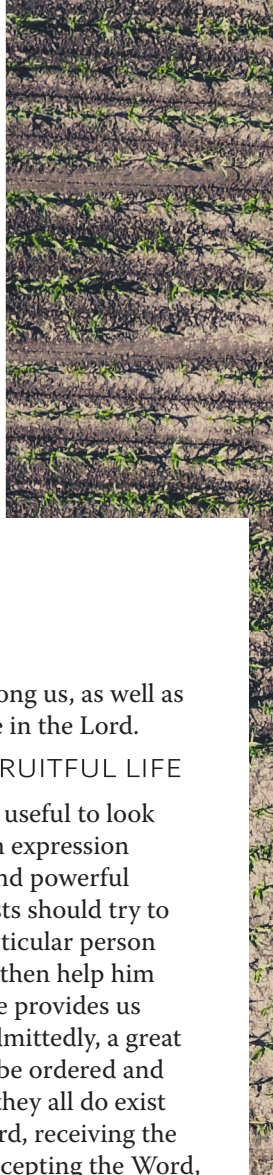 ong us, as well as
e in the Lord.
RUITFUL LIFE
useful to look
n expression
nd powerful
sts should try to
ticular person
then help him
e provides us
dmittedly, a great
be ordered and
they all do exist
rd, receiving the
cepting the Word,